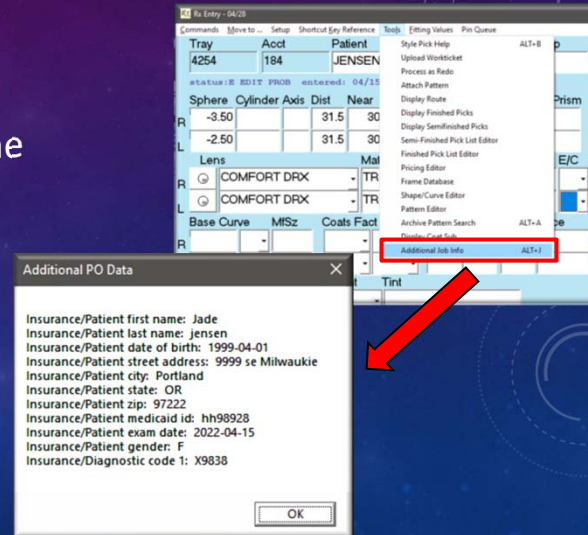 Rx Entry - 04/28
Commands Move to ... Setup Shortcut Key Reference Tools Fitting Values Pin Queue
Tray Acct Patient
4254 184 JENSEN
status:E EDIT PROB entered: 04/15
Sphere Cylinder Axis Dist Near Prism
R -3.50 31.5 30
L -2.50 31.5 30
Lens Mat E/C
R COMFORT DRX TR
L COMFORT DRX TR
Base Curve MfSz Coats Fact
R
Tint
Style Pick Help ALT+B
Upload Workticket
Process as Redo
Attach Pattern
Display Route
Display Finished Picks
Display Semifinished Picks
Semi-Finished Pick List Editor
Finished Pick List Editor
Pricing Editor
Frame Database
Shape/Curve Editor
Pattern Editor
Archive Pattern Search ALT+A
Display Coat Sub
Additional Job Info ALT+J
Additional PO Data
Insurance/Patient first name: Jade
Insurance/Patient last name: jensen
Insurance/Patient date of birth: 1999-04-01
Insurance/Patient street address: 9999 se Milwaukie
Insurance/Patient city: Portland
Insurance/Patient state: OR
Insurance/Patient zip: 97222
Insurance/Patient medicaid id: hh98928
Insurance/Patient exam date: 2022-04-15
Insurance/Patient gender: F
Insurance/Diagnostic code 1: X9838
OK